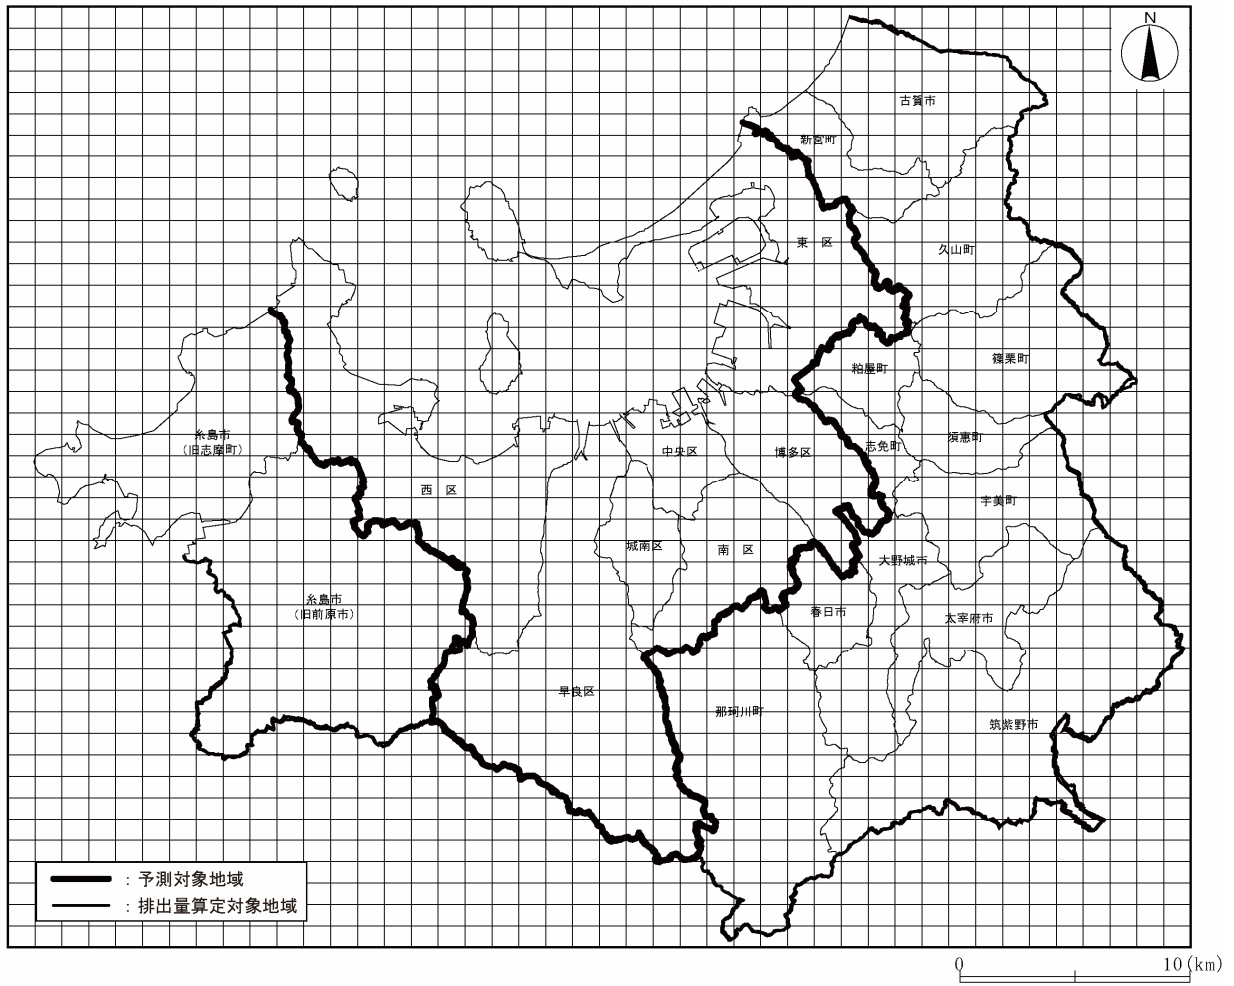 N
古賀市
新宮町
東 区
久山町
篠栗町
粕屋町
糸島市
(旧志摩町)
須恵町
志免町
中央区
博多区
西 区
宇美町
城南区
南 区
大野城市
糸島市
(旧前原市)
春日市
太宰府市
早良区
那珂川町
筑紫野市
:予測対象地域
:排出量算定対象地域
0 10(km)